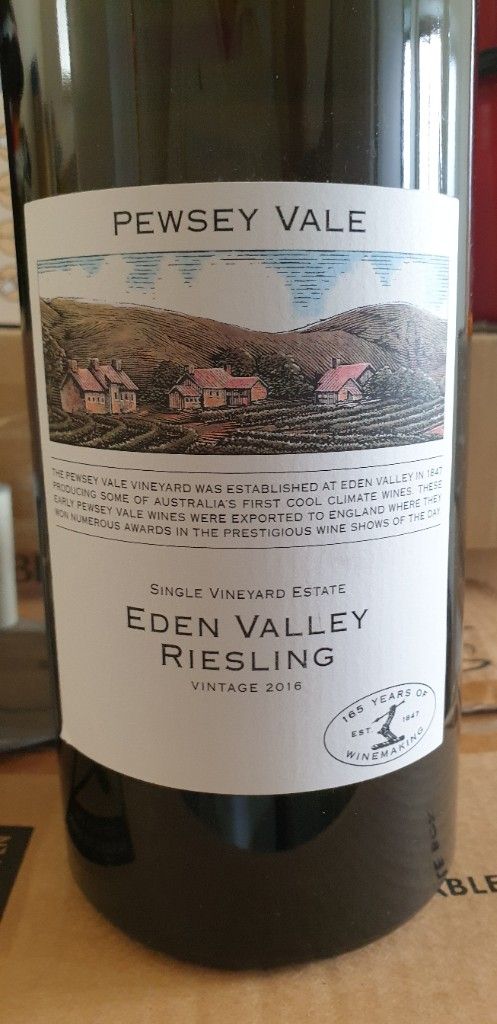 PEWSEY VALE
THE PEWSEY VALE VINEYARD WAS ESTABLISHED AT EDEN VALLEY IN 1847
PRODUCING SOME OF AUSTRALIA'S FIRST COOL CLIMATE WINES. THESE
EARLY PEWSEY VALE WINES WERE EXPORTED TO ENGLAND WHERE THEY
WON NUMEROUS AWARDS IN THE PRESTIGIOUS WINE SHOWS OF THE DAY
SINGLE VINEYARD ESTATE
EDEN VALLEY
RIESLING
VINTAGE 2016
165 YEARS OF
EST. 1847
WINEMAKING